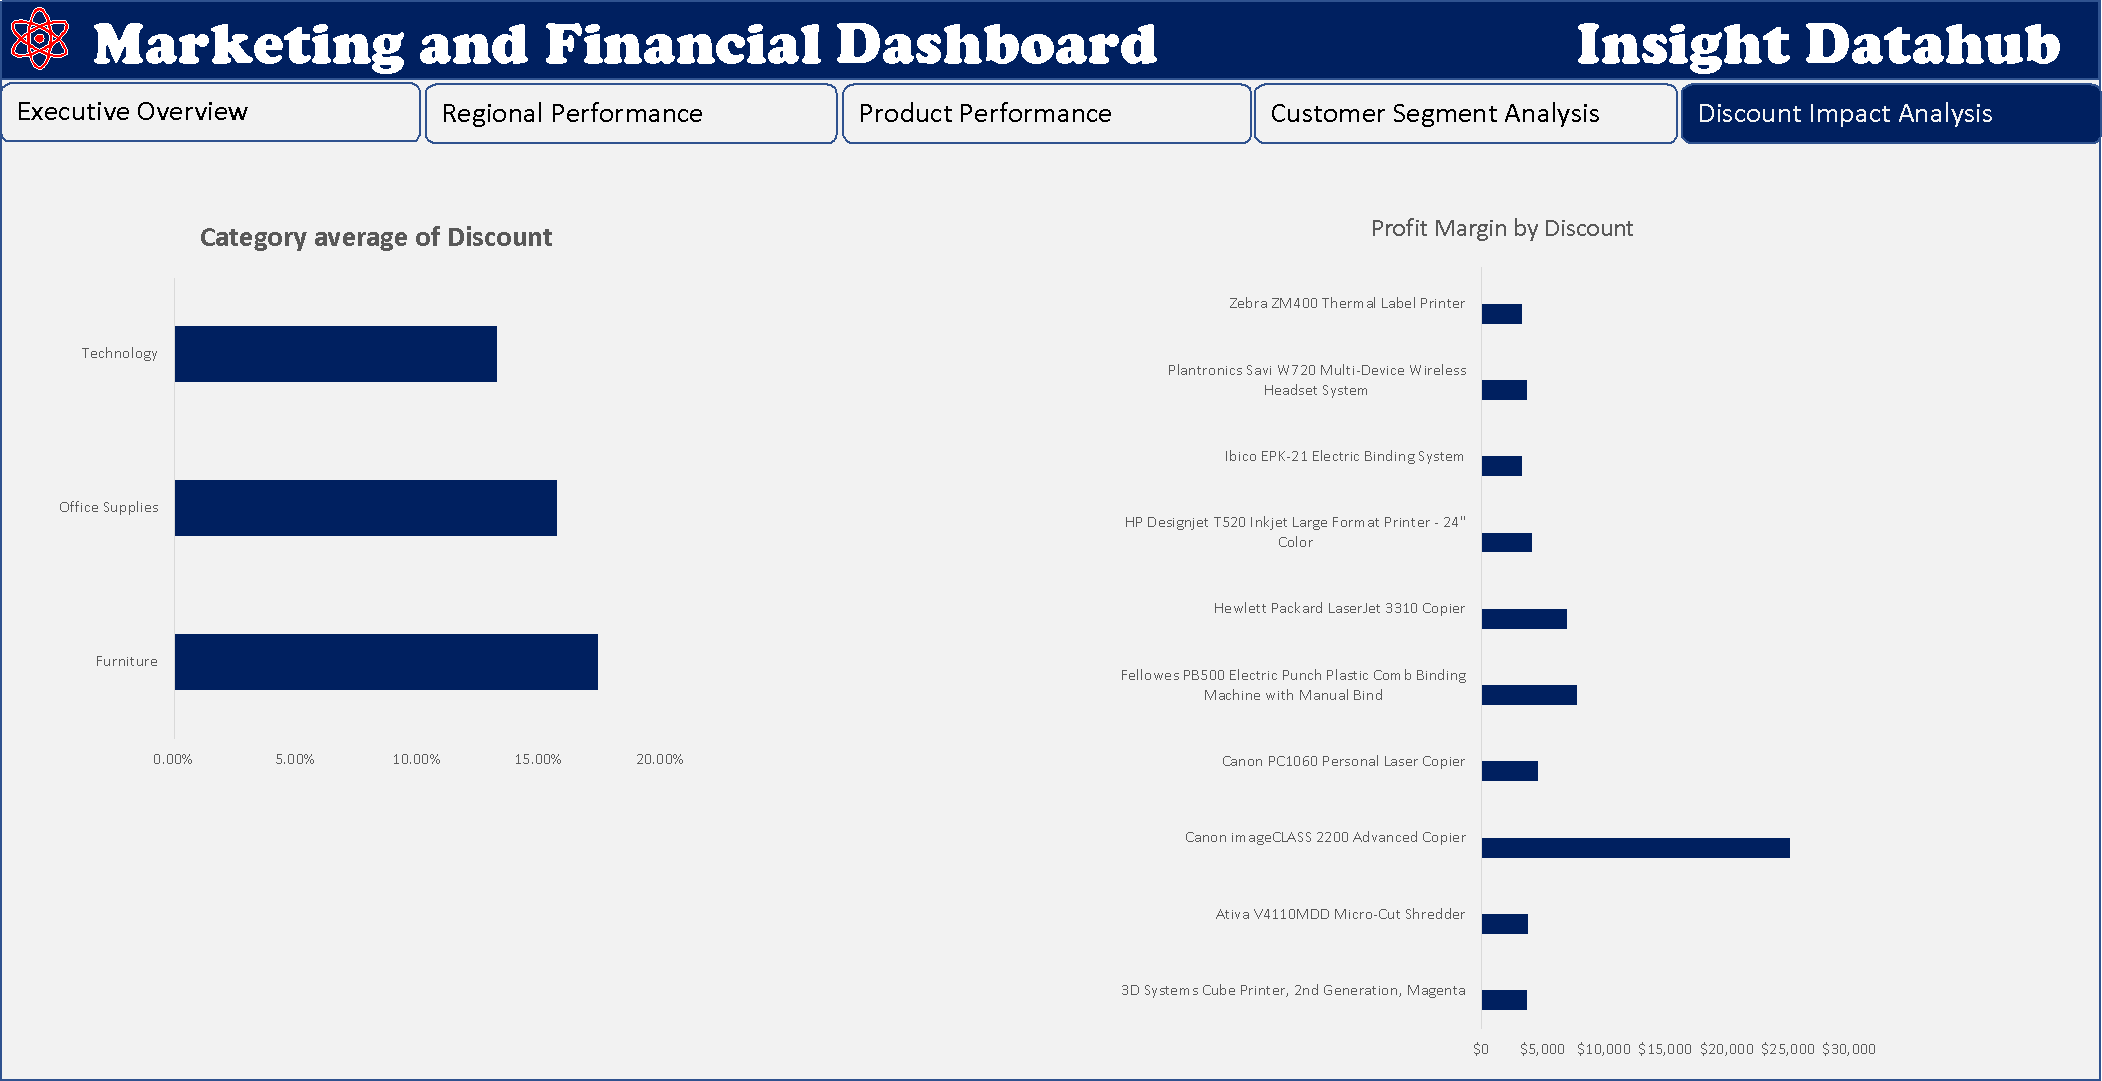 Marketing and Financial Dashboard
Insight Datahub
Executive Overview
Regional Performance
Product Performance
Customer Segment Analysis
Discount Impact Analysis
Category average of Discount
Technology
Office Supplies
Furniture
0.00%
5.00%
10.00%
15.00%
20.00%
Profit Margin by Discount
Zebra ZM400 Thermal Label Printer
Plantronics Savi W720 Multi-Device Wireless
Headset System
Ibico EPK-21 Electric Binding System
HP Designjet T520 Inkjet Large Format Printer - 24"
Color
Hewlett Packard LaserJet 3310 Copier
Fellowes PB500 Electric Punch Plastic Comb Binding
Machine with Manual Bind
Canon PC1060 Personal Laser Copier
Canon imageCLASS 2200 Advanced Copier
Ativa V4110MDD Micro-Cut Shredder
3D Systems Cube Printer, 2nd Generation, Magenta
$0
$5,000
$10,000
$15,000
$20,000
$25,000
$30,000